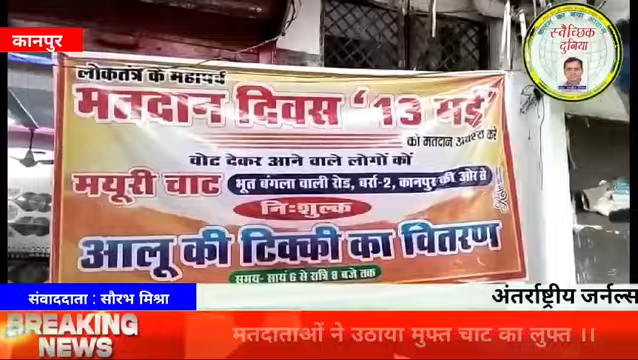 कानपुर
स्वैच्छिक
दुनिया
लोकतंत्र के महापर्व
मतदान दिवस '13 मई'
को मतदान अवश्य करें
वोट देकर आने वाले लोगों कों
मयूरी चाट भूत बंगला वाली रोड, बर्रा-2, कानपुर की ओर से
निःशुल्क
आलू की टिक्की का वितरण
समय- सायं 6 से रात्रि 8 बजे तक
संवाददाता : सौरभ मिश्रा
अंतर्राष्ट्रीय जर्नल्स
BREAKING
NEWS
मतदाताओं ने उठाया मुफ्त चाट का लुफ्त ।।